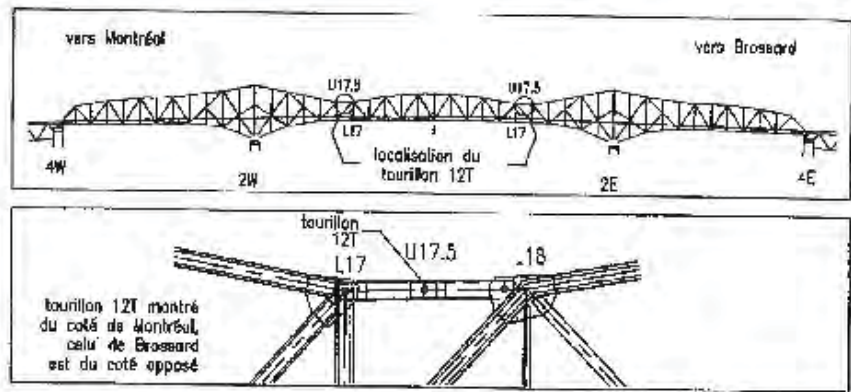 vers Montréal
vers Brossard
U17.5
U17.5
L17
L17
localisation du
tourillon 12T
4W
2W
2E
4E
tourillon
12T
U17.5
L17
L18
tourillon 12T montré
du coté de Montréal,
celui de Brossard
est du coté opposé